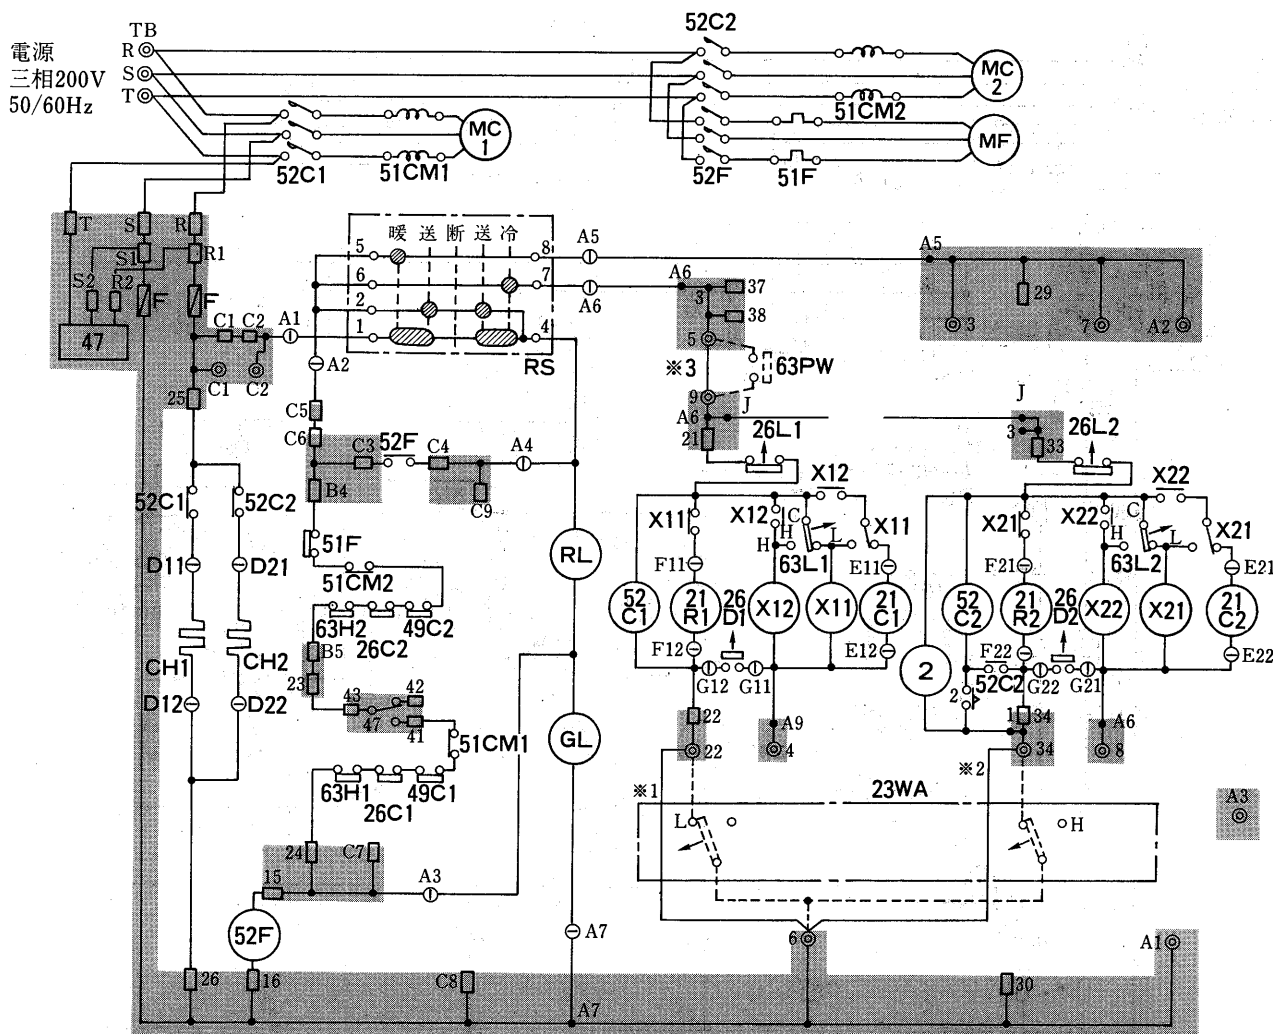 TB
電源
三相200V
50/60Hz
R
S
T
52C2
MC
2
51CM2
MF
52F
51F
MC
1
52C1
51CM1
T
S
R
S1
R1
S2
R2
F
F
47
C1
C2
A1
C1
C2
25
暖 送 断 送 冷
5
8
A5
6
7
A6
2
1
4
RS
A2
C5
C6
C3
52F
C4
A4
B4
C9
A6
3
37
38
5
※3
63PW
9
A6
J
21
A5
29
3
7
A2
J
3
33
26L1
26L2
52C1
52C2
D11
D21
CH1
CH2
D12
D22
51F
51CM2
63H2
26C2
49C2
B5
23
43
42
47
41
51CM1
63H1
26C1
49C1
RL
GL
X11
X12
X12
C
X11
H
H
L
63L1
F11
E11
52
C1
21
R1
26
D1
X12
X11
21
C1
F12
E12
G12
G11
22
22
A9
4
X21
X22
X22
C
X21
H
H
L
63L2
F21
E21
52
C2
21
R2
26
D2
X22
X21
21
C2
2
F22
E22
52C2
G22
G21
2
1
34
34
A6
8
※1
※2
23WA
L
H
A3
24
C7
15
A3
52F
A7
6
A1
26
16
C8
30
A7